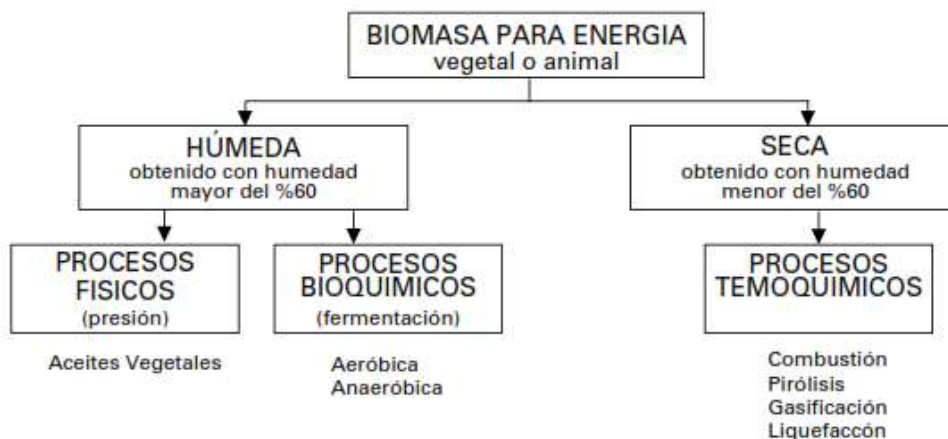 BIOMASA PARA ENERGIA
vegetal o animal
HÚMEDA
obtenido con humedad
mayor del %60
SECA
obtenido con humedad
menor del %60
PROCESOS
FISICOS
(presión)
PROCESOS
BIOQUIMICOS
(fermentación)
PROCESOS
TEMOQUIMICOS
Aceites Vegetales
Aeróbica
Anaeróbica
Combustión
Pirólisis
Gasificación
Liquefaccón